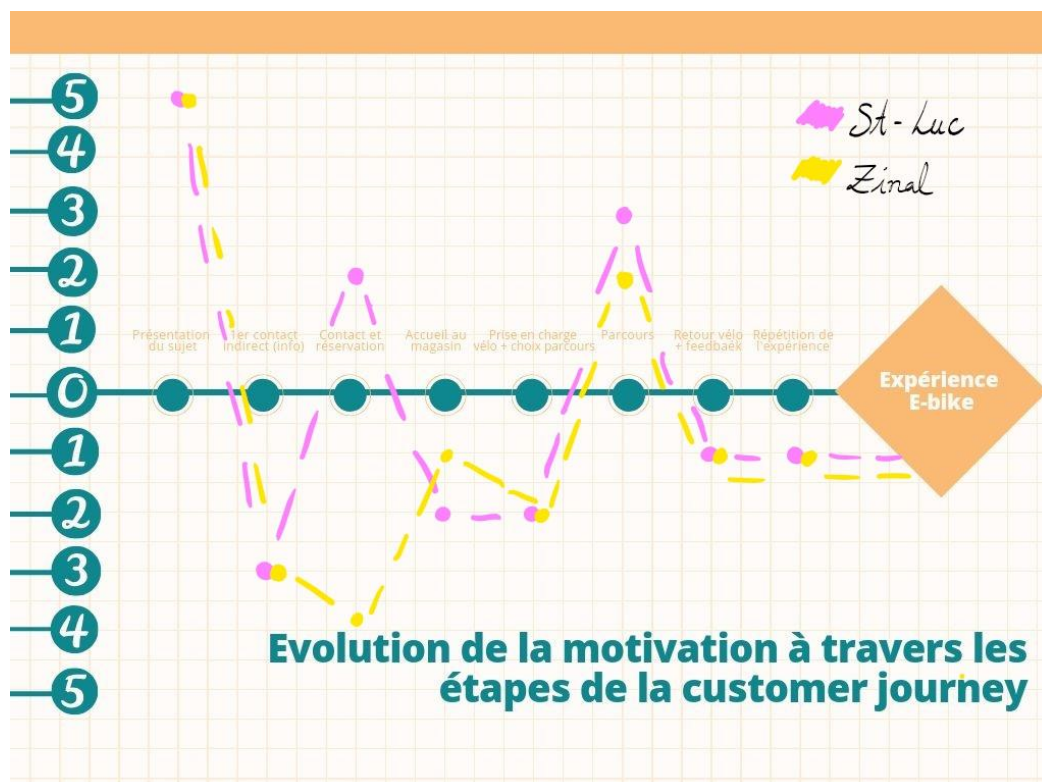 5
4
3
2
1
0
1
2
3
4
5
St-Luc
Zinal
Présentation
du sujet
1er contact
indirect (info)
Contact et
réservation
Accueil au
magasin
Prise en charge
vélo + choix parcours
Parcours
Retour vélo
+ feedbaek
Répétition de
l'expérience
Expérience
E-bike
Evolution de la motivation à travers les
étapes de la customer journey